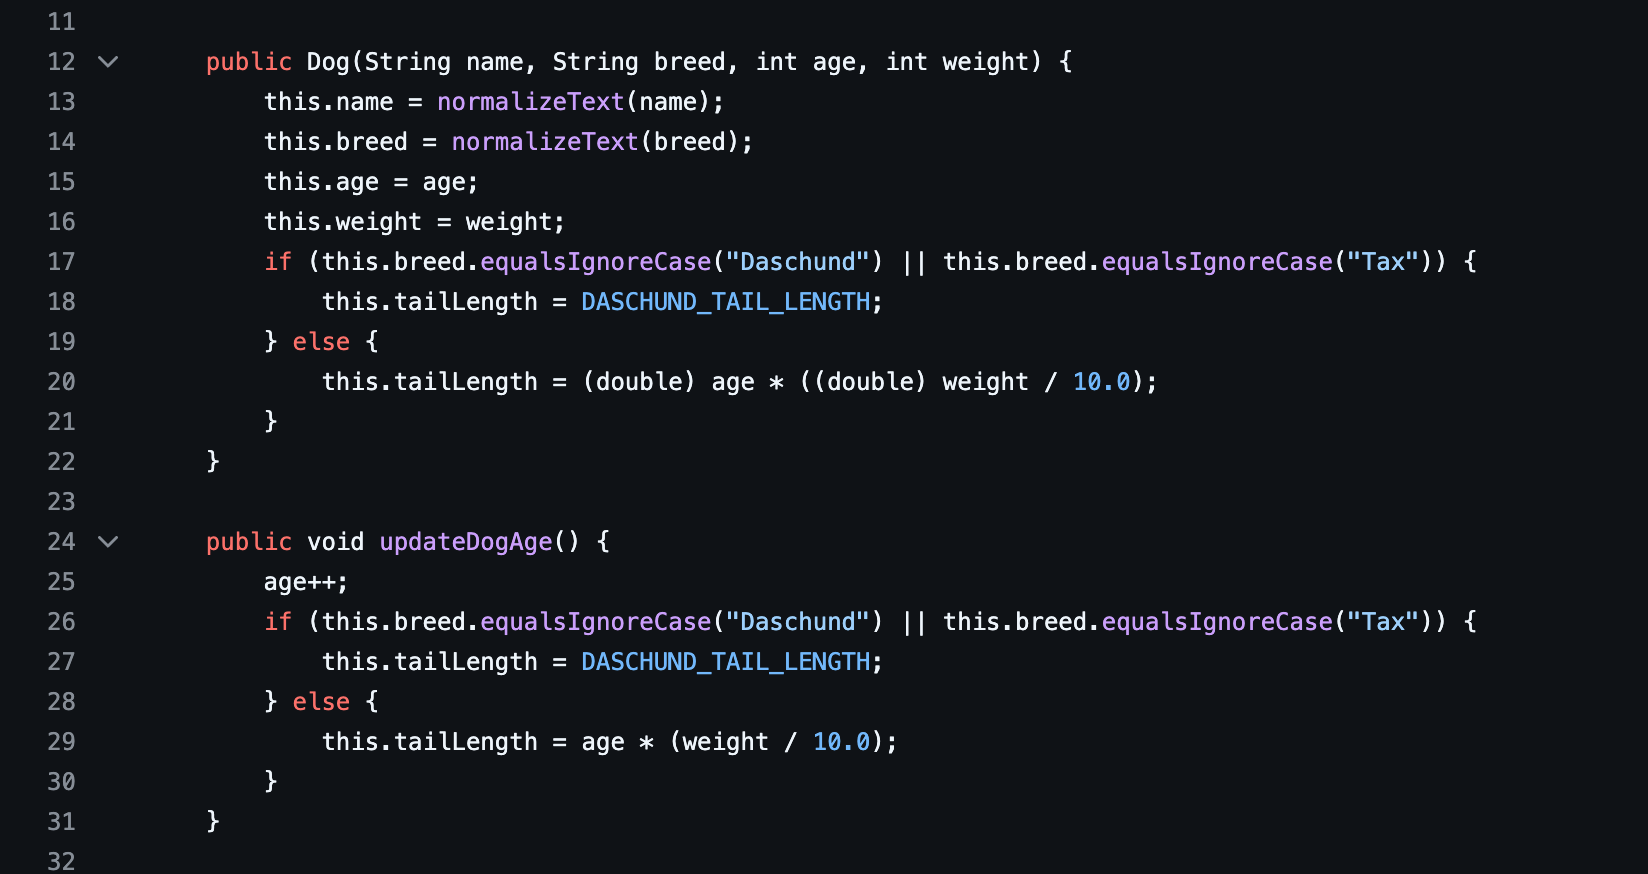 11
12 public Dog(String name, String breed, int age, int weight) {
13 this.name = normalizeText(name);
14 this.breed = normalizeText(breed);
15 this.age = age;
16 this.weight = weight;
17 if (this.breed.equalsIgnoreCase("Daschund") || this.breed.equalsIgnoreCase("Tax")) {
18 this.tailLength = DASCHUND_TAIL_LENGTH;
19 } else {
20 this.tailLength = (double) age * ((double) weight / 10.0);
21 }
22 }
23
24 public void updateDogAge() {
25 age++;
26 if (this.breed.equalsIgnoreCase("Daschund") || this.breed.equalsIgnoreCase("Tax")) {
27 this.tailLength = DASCHUND_TAIL_LENGTH;
28 } else {
29 this.tailLength = age * (weight / 10.0);
30 }
31 }
32